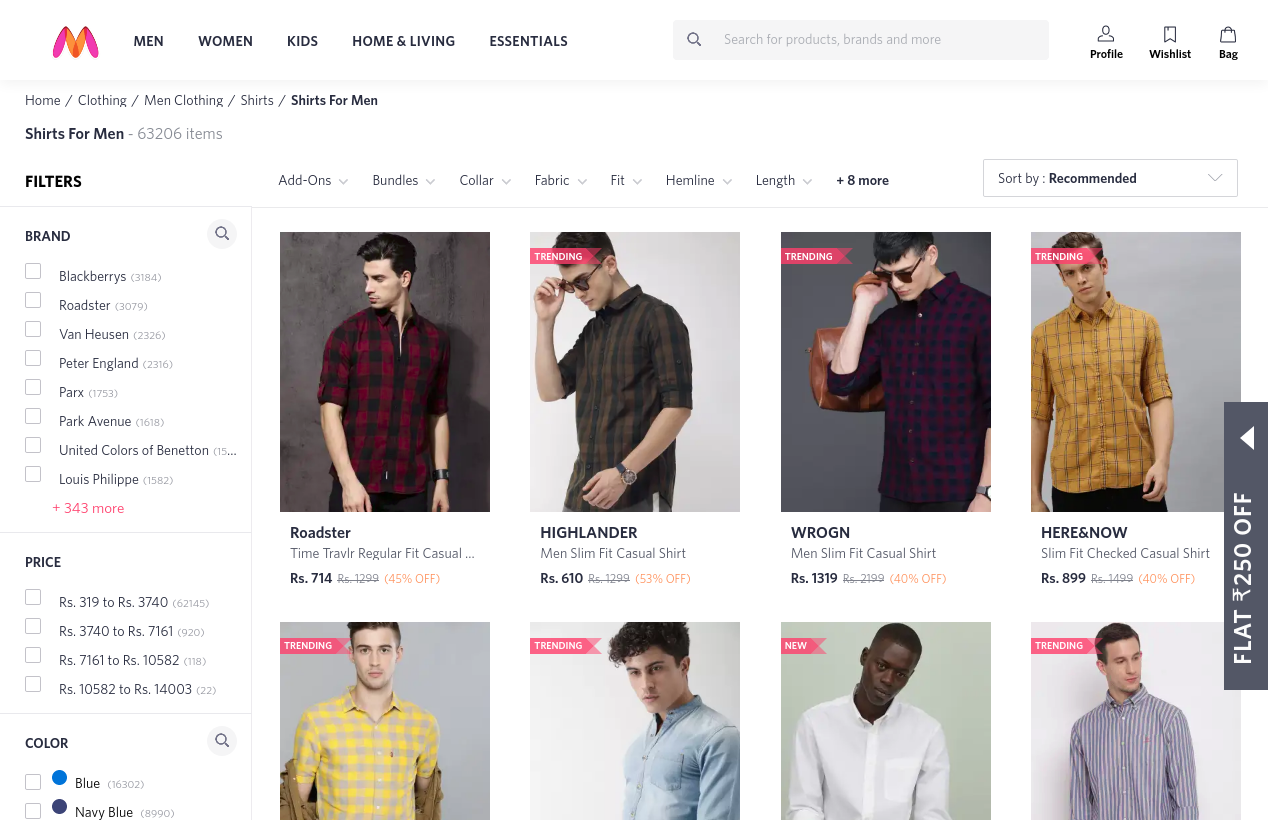 MEN WOMEN KIDS HOME & LIVING ESSENTIALS
Search for products, brands and more
Profile Wishlist Bag
Home / Clothing / Men Clothing / Shirts / Shirts For Men
Shirts For Men - 63206 items
FILTERS
Add-Ons Bundles Collar Fabric Fit Hemline Length + 8 more
Sort by : Recommended
BRAND
Blackberrys (3184)
Roadster (3079)
Van Heusen (2326)
Peter England (2316)
Parx (1753)
Park Avenue (1618)
United Colors of Benetton (15...
Louis Philippe (1582)
+ 343 more
PRICE
Rs. 319 to Rs. 3740 (62145)
Rs. 3740 to Rs. 7161 (920)
Rs. 7161 to Rs. 10582 (118)
Rs. 10582 to Rs. 14003 (22)
COLOR
Blue (16302)
Navy Blue (8990)
Roadster
Time Travlr Regular Fit Casual ...
Rs. 714 Rs. 1299 (45% OFF)
TRENDING
HIGHLANDER
Men Slim Fit Casual Shirt
Rs. 610 Rs. 1299 (53% OFF)
TRENDING
WROGN
Men Slim Fit Casual Shirt
Rs. 1319 Rs. 2199 (40% OFF)
TRENDING
HERE&NOW
Slim Fit Checked Casual Shirt
Rs. 899 Rs. 1499 (40% OFF)
TRENDING
TRENDING
NEW
TRENDING
FLAT ₹250 OFF